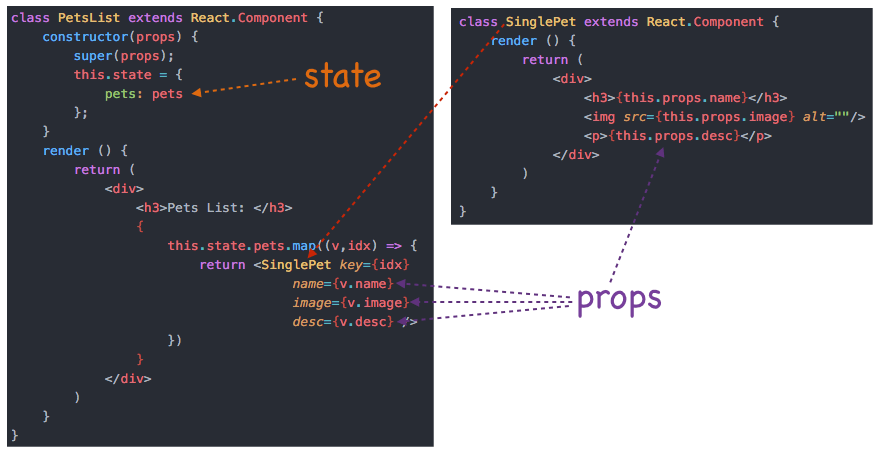 class PetsList extends React.Component {
    constructor(props) {
        super(props);
        this.state = {
            pets: pets
        };
    }
    render () {
        return (
            <div>
                <h3>Pets List: </h3>
                {
                    this.state.pets.map((v,idx) => {
                        return <SinglePet key={idx}
                                    name={v.name}
                                    image={v.image}
                                    desc={v.desc} />
                    })
                }
            </div>
        )
    }
}
state
class SinglePet extends React.Component {
    render () {
        return (
            <div>
                <h3>{this.props.name}</h3>
                <img src={this.props.image} alt=""/>
                <p>{this.props.desc}</p>
            </div>
        )
    }
}
props